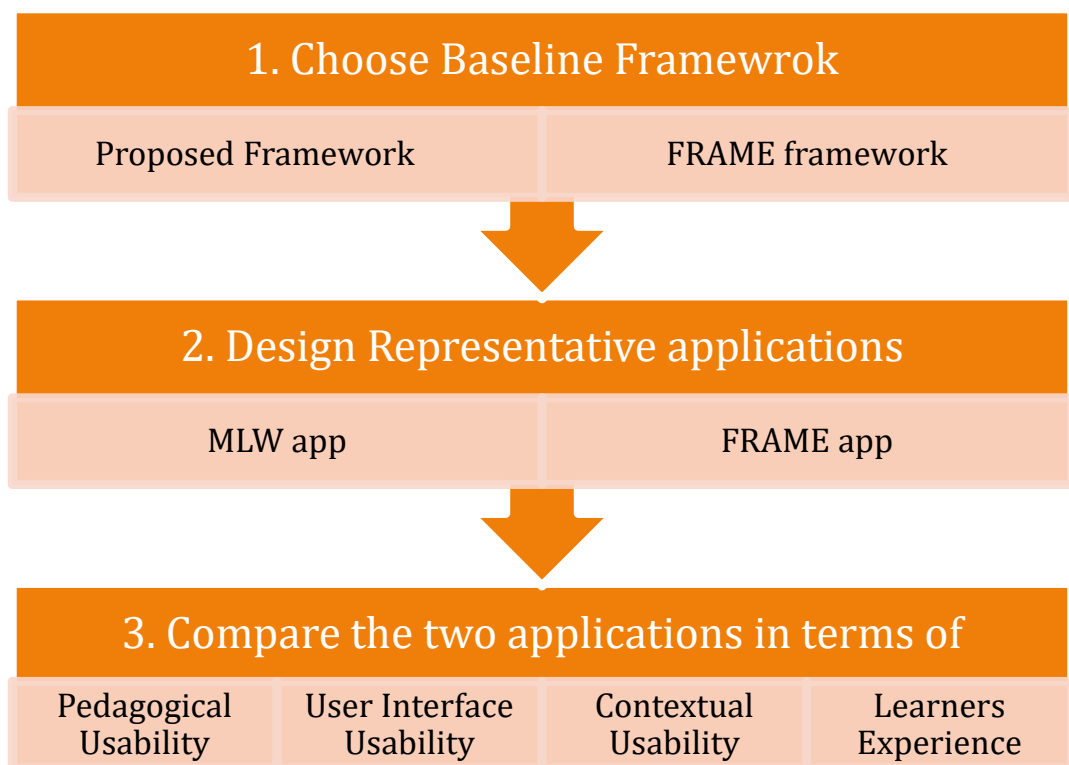 1. Choose Baseline Framewrok
Proposed Framework
FRAME framework
2. Design Representative applications
MLW app
FRAME app
3. Compare the two applications in terms of
Pedagogical
Usability
User Interface
Usability
Contextual
Usability
Learners
Experience